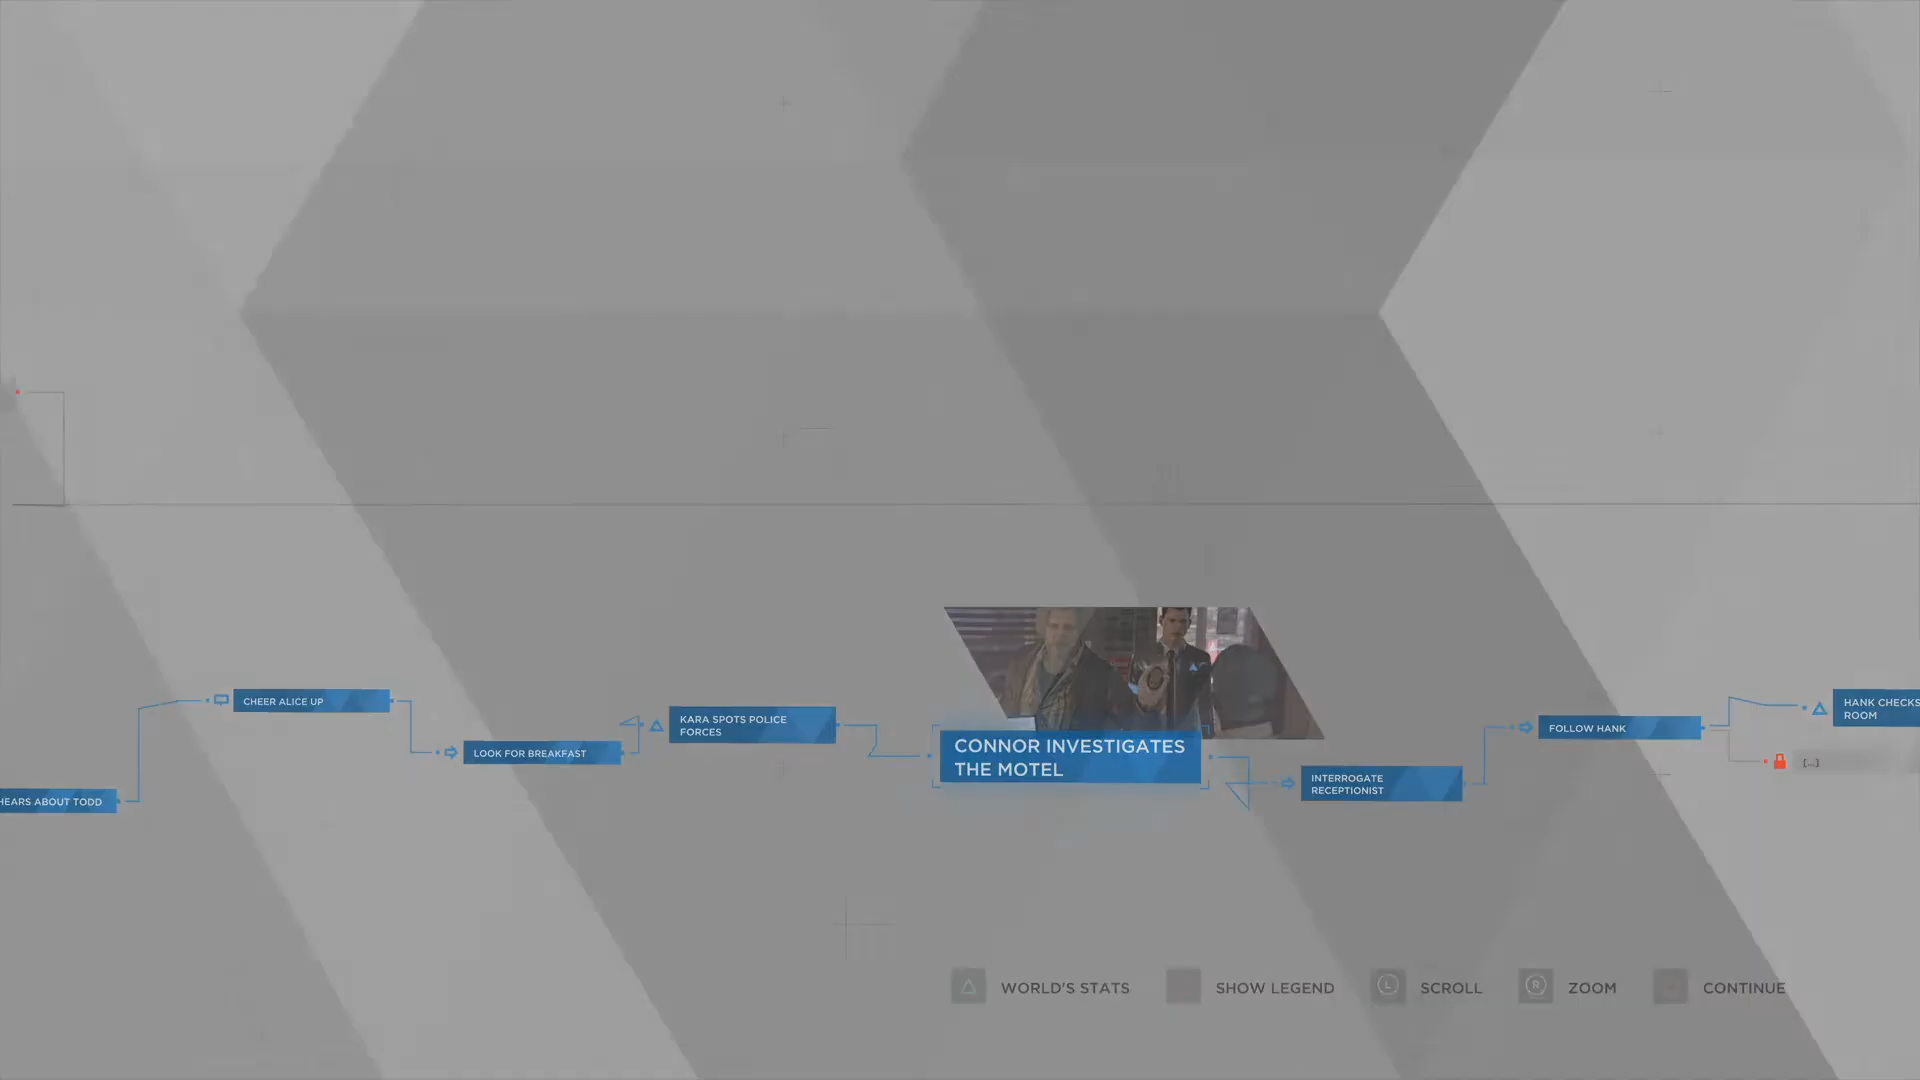 HEARS ABOUT TODD
CHEER ALICE UP
LOOK FOR BREAKFAST
KARA SPOTS POLICE
FORCES
CONNOR INVESTIGATES
THE MOTEL
INTERROGATE
RECEPTIONIST
FOLLOW HANK
HANK CHECKS
ROOM
[...]
WORLD'S STATS
SHOW LEGEND
L
SCROLL
R
ZOOM
CONTINUE